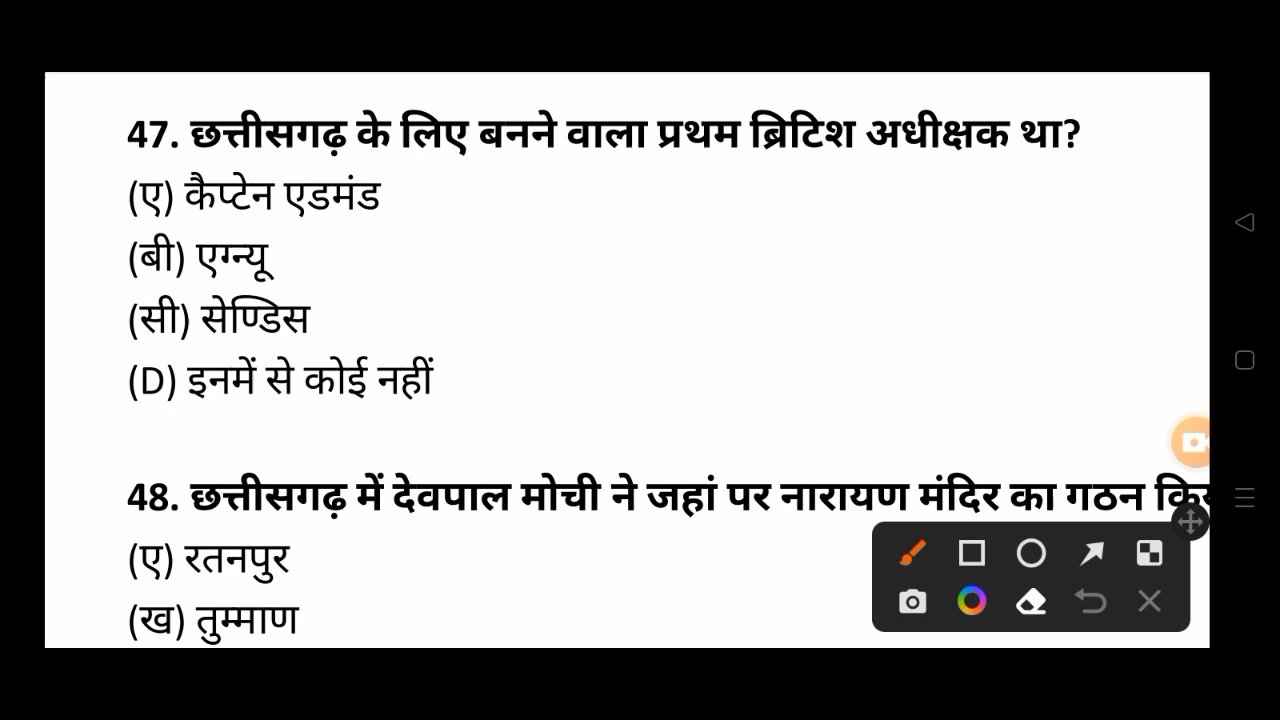 47. छत्तीसगढ़ के लिए बनने वाला प्रथम ब्रिटिश अधीक्षक था?
(ए) कैप्टेन एडमंड
(बी) एग्न्यू
(सी) सेण्डिस
(D) इनमें से कोई नहीं
48. छत्तीसगढ़ में देवपाल मोची ने जहां पर नारायण मंदिर का गठन
(ए) रतनपुर
(ख) तुम्माण